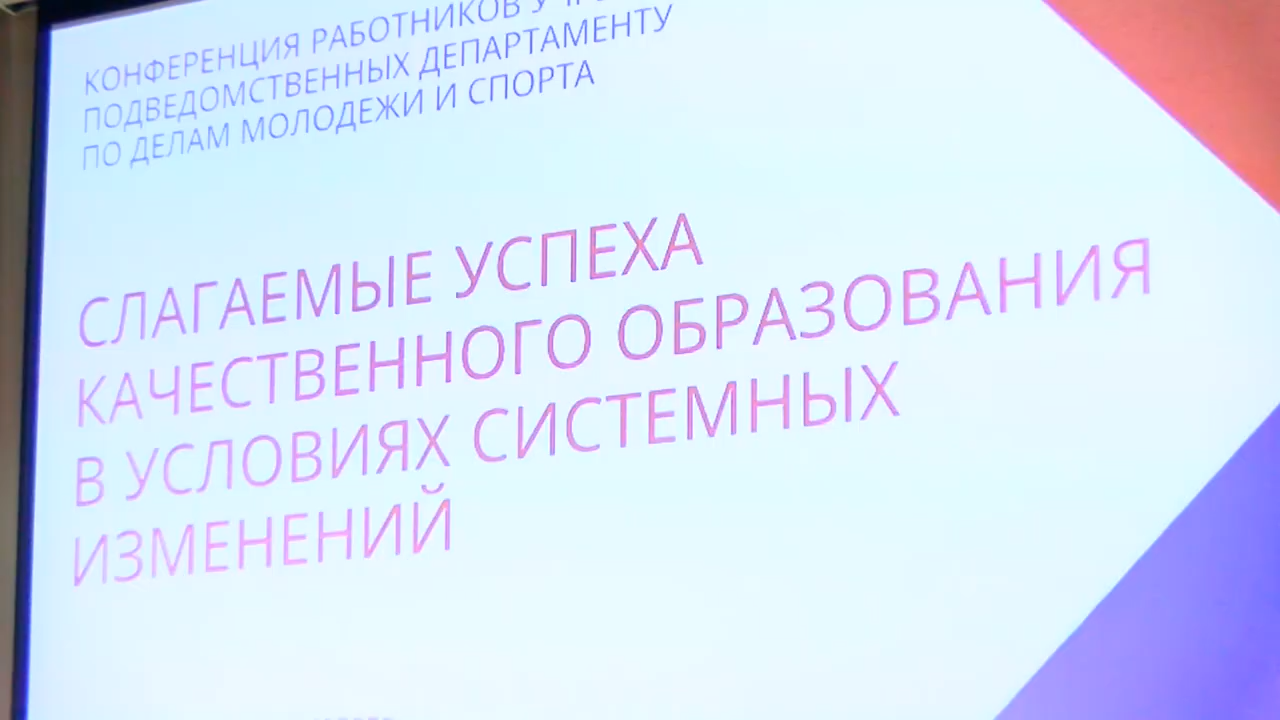 КОНФЕРЕНЦИЯ РАБОТНИКОВ
ПОДВЕДОМСТВЕННЫХ ДЕПАРТАМЕНТУ
ПО ДЕЛАМ МОЛОДЕЖИ И СПОРТА
СЛАГАЕМЫЕ УСПЕХА
КАЧЕСТВЕННОГО ОБРАЗОВАНИЯ
В УСЛОВИЯХ СИСТЕМНЫХ
ИЗМЕНЕНИЙ